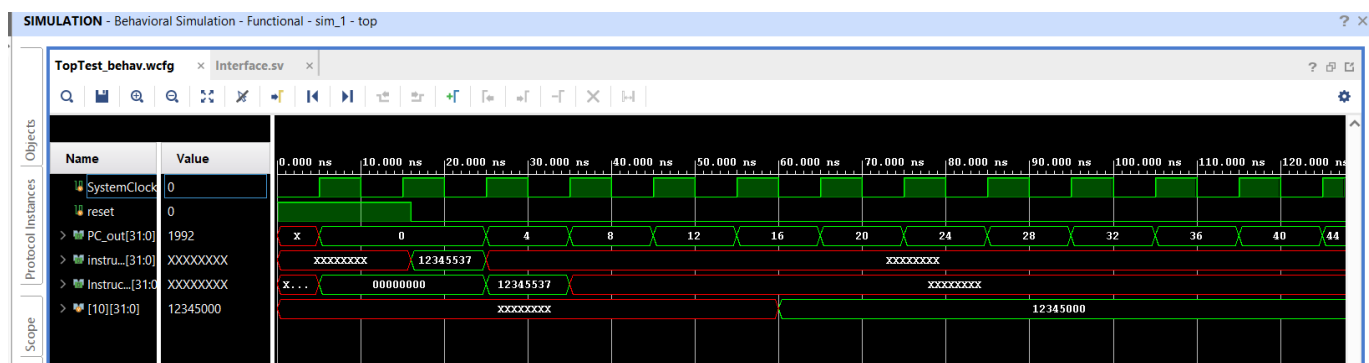 SIMULATION - Behavioral Simulation - Functional - sim_1 - top ? ×
TopTest_behav.wcfg × Interface.sv × ?
Objects
Protocol Instances
Scope
Name Value
0.000 ns 10.000 ns 20.000 ns 30.000 ns 40.000 ns 50.000 ns 60.000 ns 70.000 ns 80.000 ns 90.000 ns 100.000 ns 110.000 ns 120.000 ns
SystemClock 0
reset 0
> PC_out[31:0] 1992 X 0 4 8 12 16 20 24 28 32 36 40 44
> instru...[31:0] XXXXXXXX XXXXXXXX 12345537 XXXXXXXX
> Instruc...[31:0 XXXXXXXX X... 00000000 12345537 XXXXXXXX
> [10][31:0] 12345000 XXXXXXXX 12345000